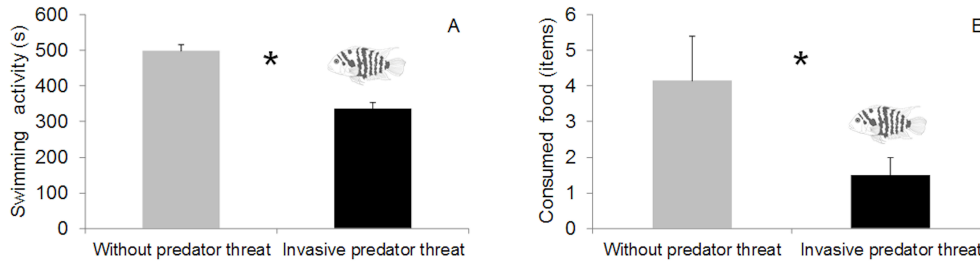 A
Swimming activity (s)
600
500
400
300
200
100
0
*
Without predator threat
Invasive predator threat
Consumed food (items)
6
5
4
3
2
1
0
*
Without predator threat
Invasive predator threat